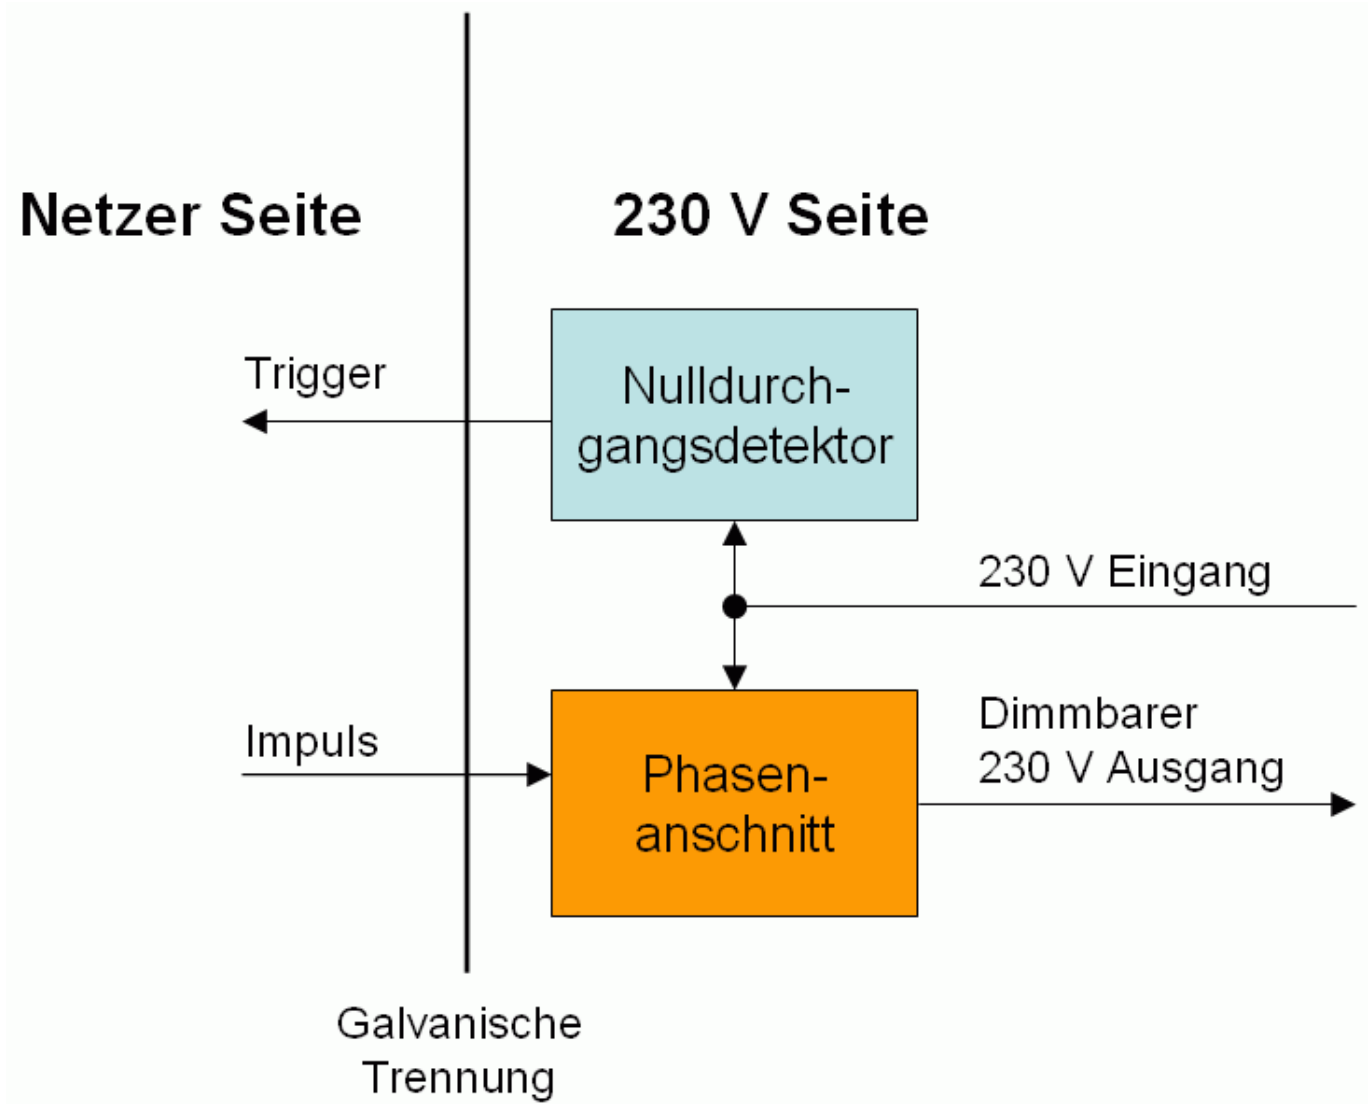 Netzer Seite
230 V Seite
Trigger
Nulldurch-
gangsdetektor
230 V Eingang
Impuls
Phasen-
anschnitt
Dimmbarer
230 V Ausgang
Galvanische
Trennung